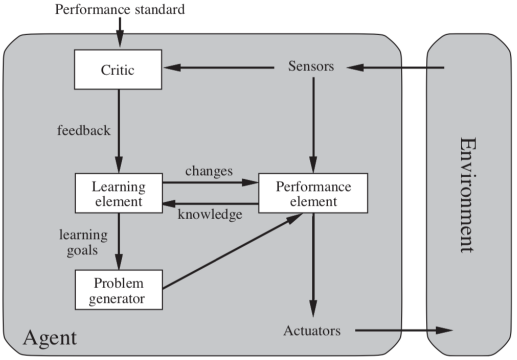 Performance standard
Critic
Sensors
feedback
changes
Learning
element
Performance
element
knowledge
learning
goals
Problem
generator
Actuators
Agent
Environment